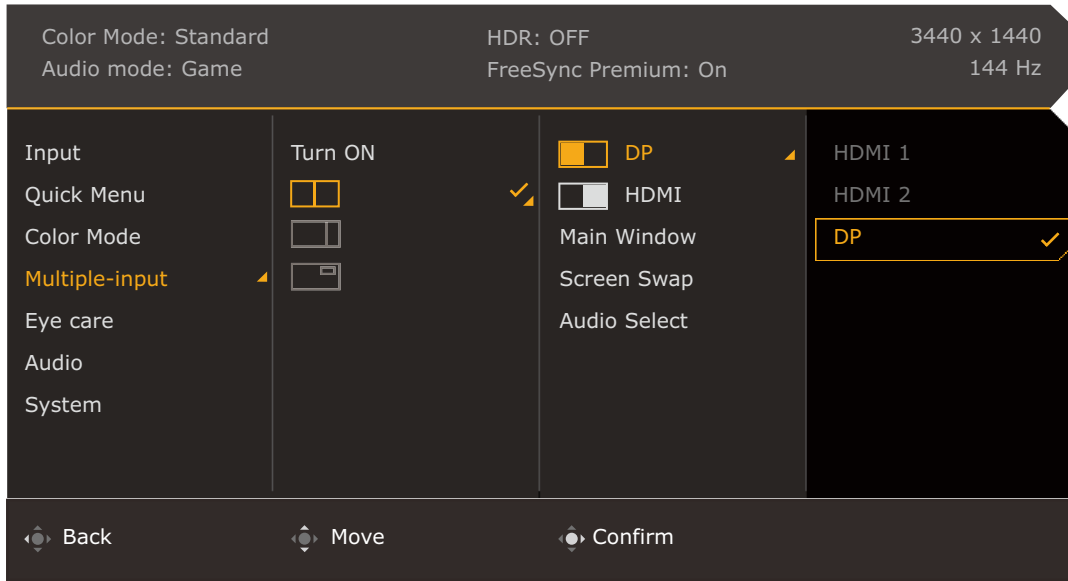 Color Mode: Standard
HDR: OFF
3440 x 1440
Audio mode: Game
FreeSync Premium: On
144 Hz
Input
Quick Menu
Color Mode
Multiple-input
Eye care
Audio
System
Turn ON
DP
HDMI
Main Window
Screen Swap
Audio Select
HDMI 1
HDMI 2
DP
Back
Move
Confirm